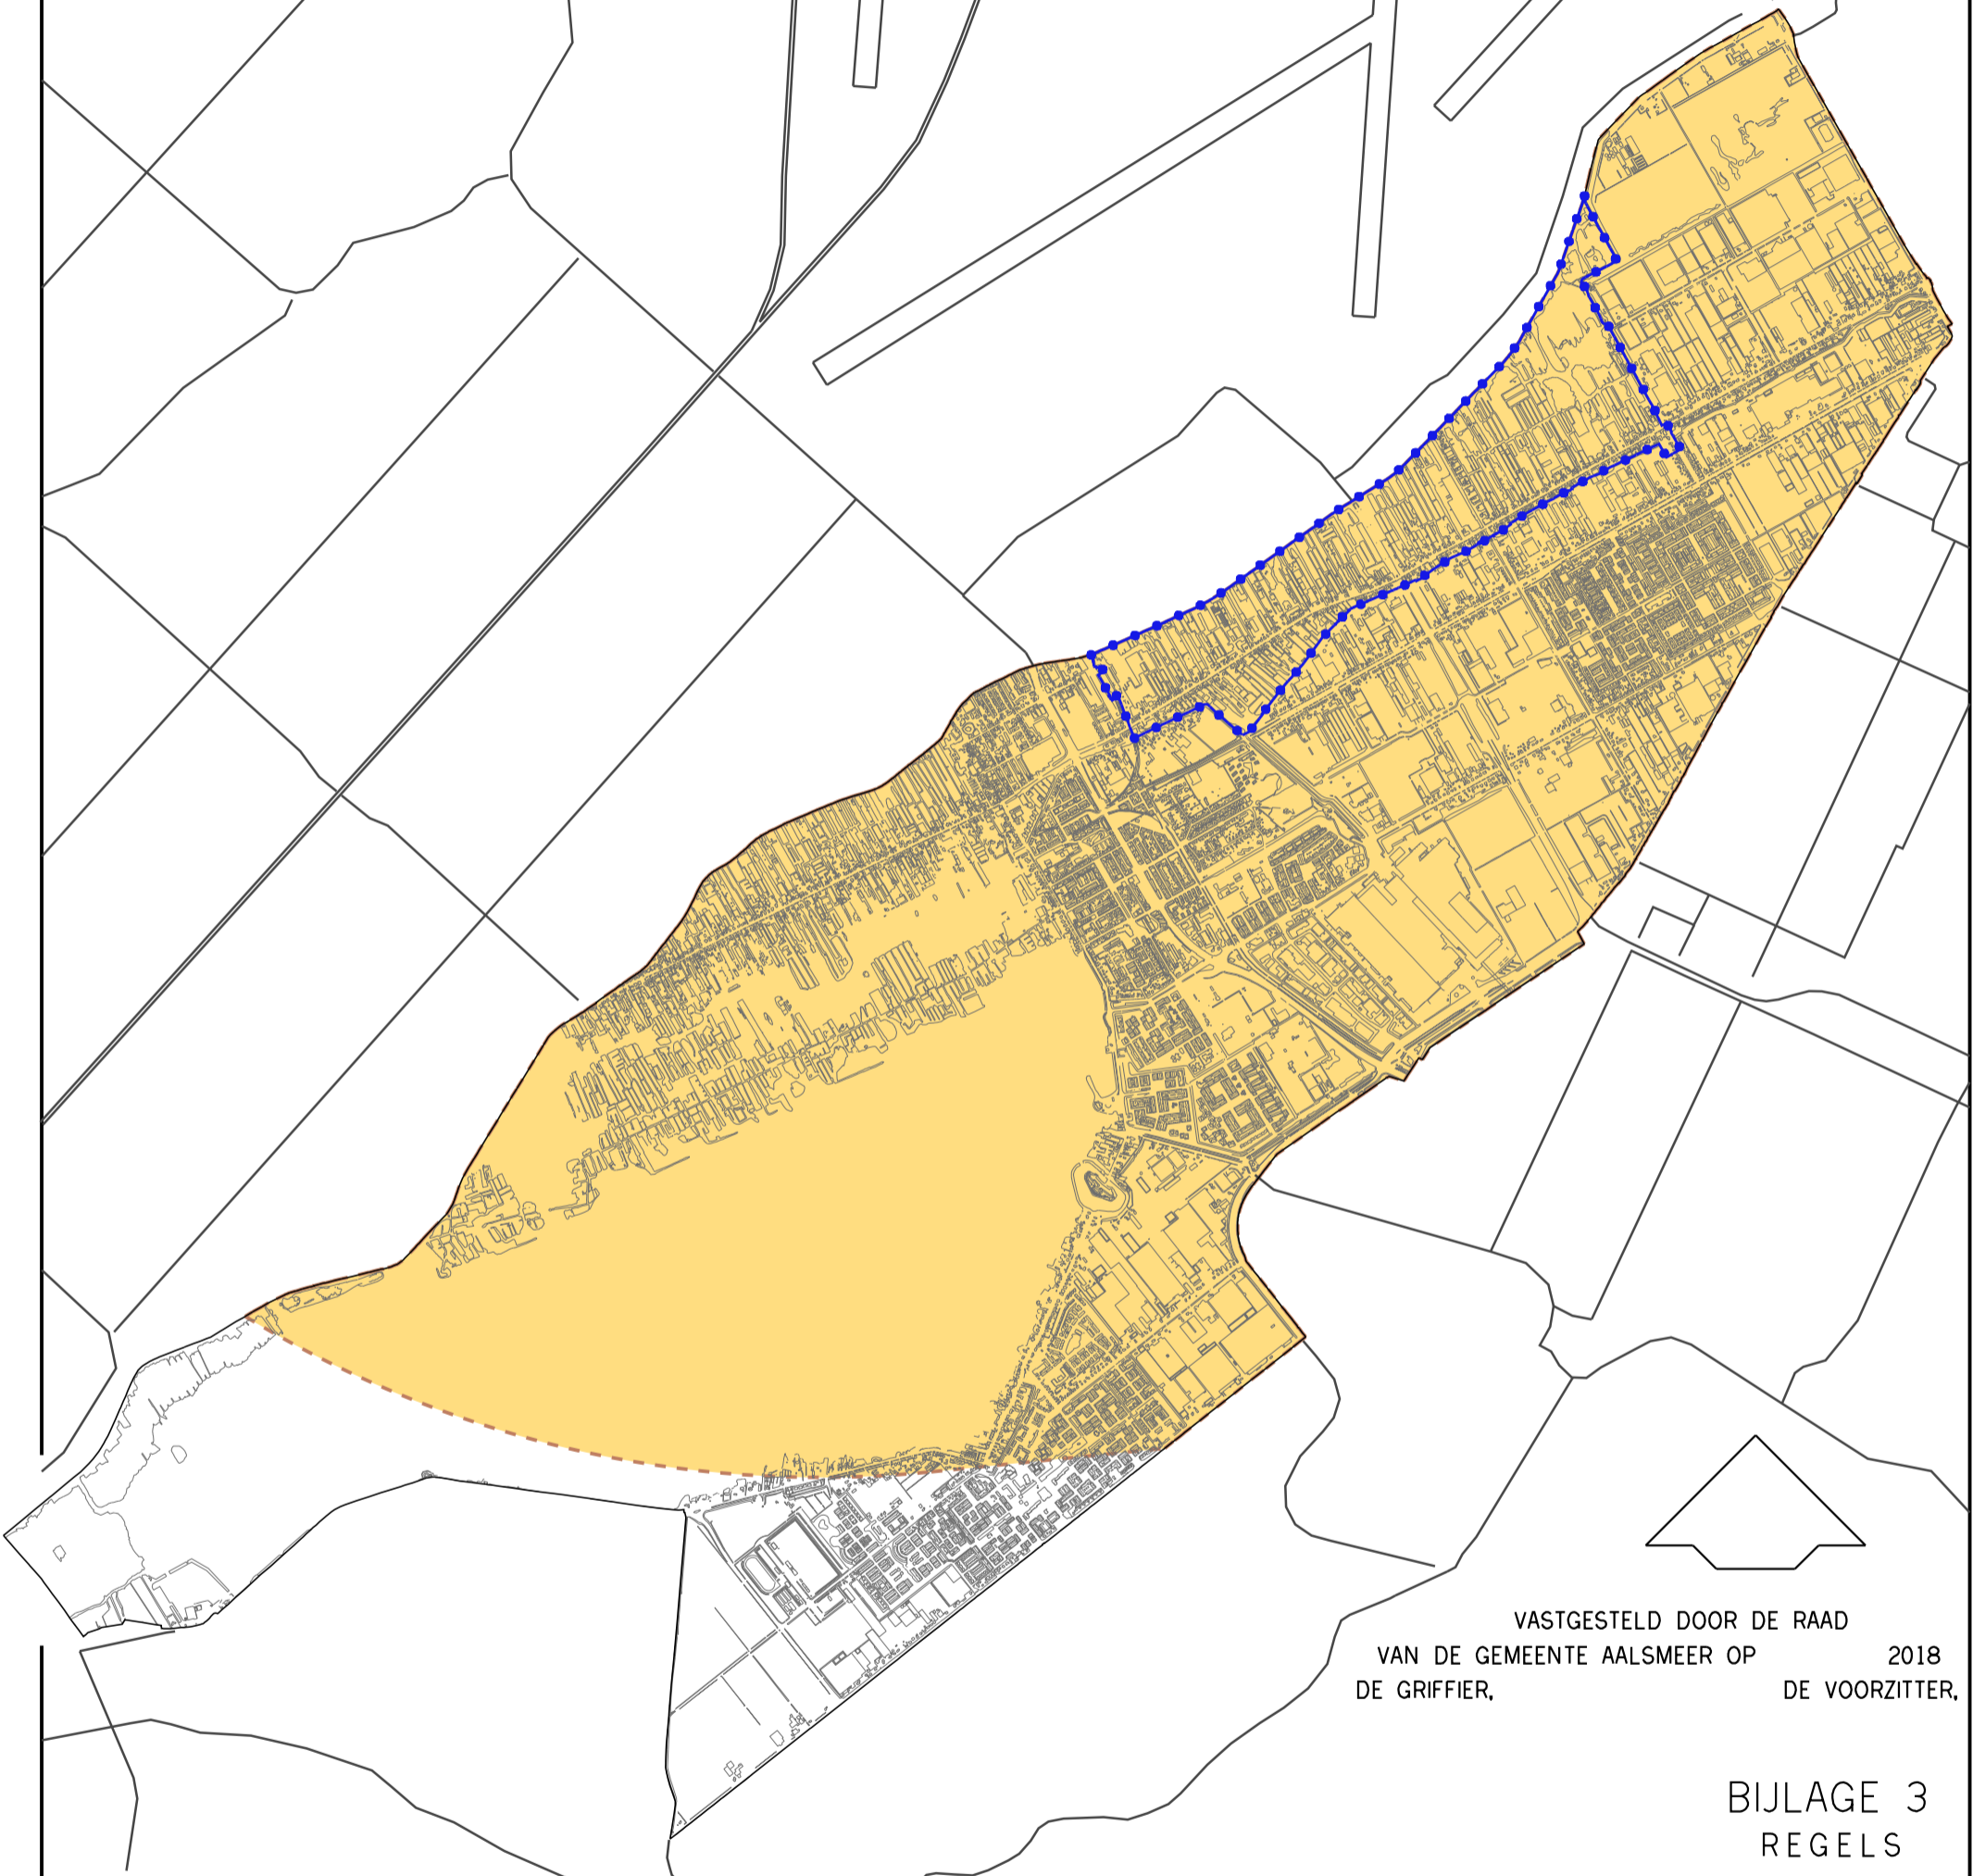 VASTGESTELD DOOR DE RAAD
VAN DE GEMEENTE AALSMEER OP 2018
DE GRIFFIER, DE VOORZITTER,
BIJLAGE 3
REGELS